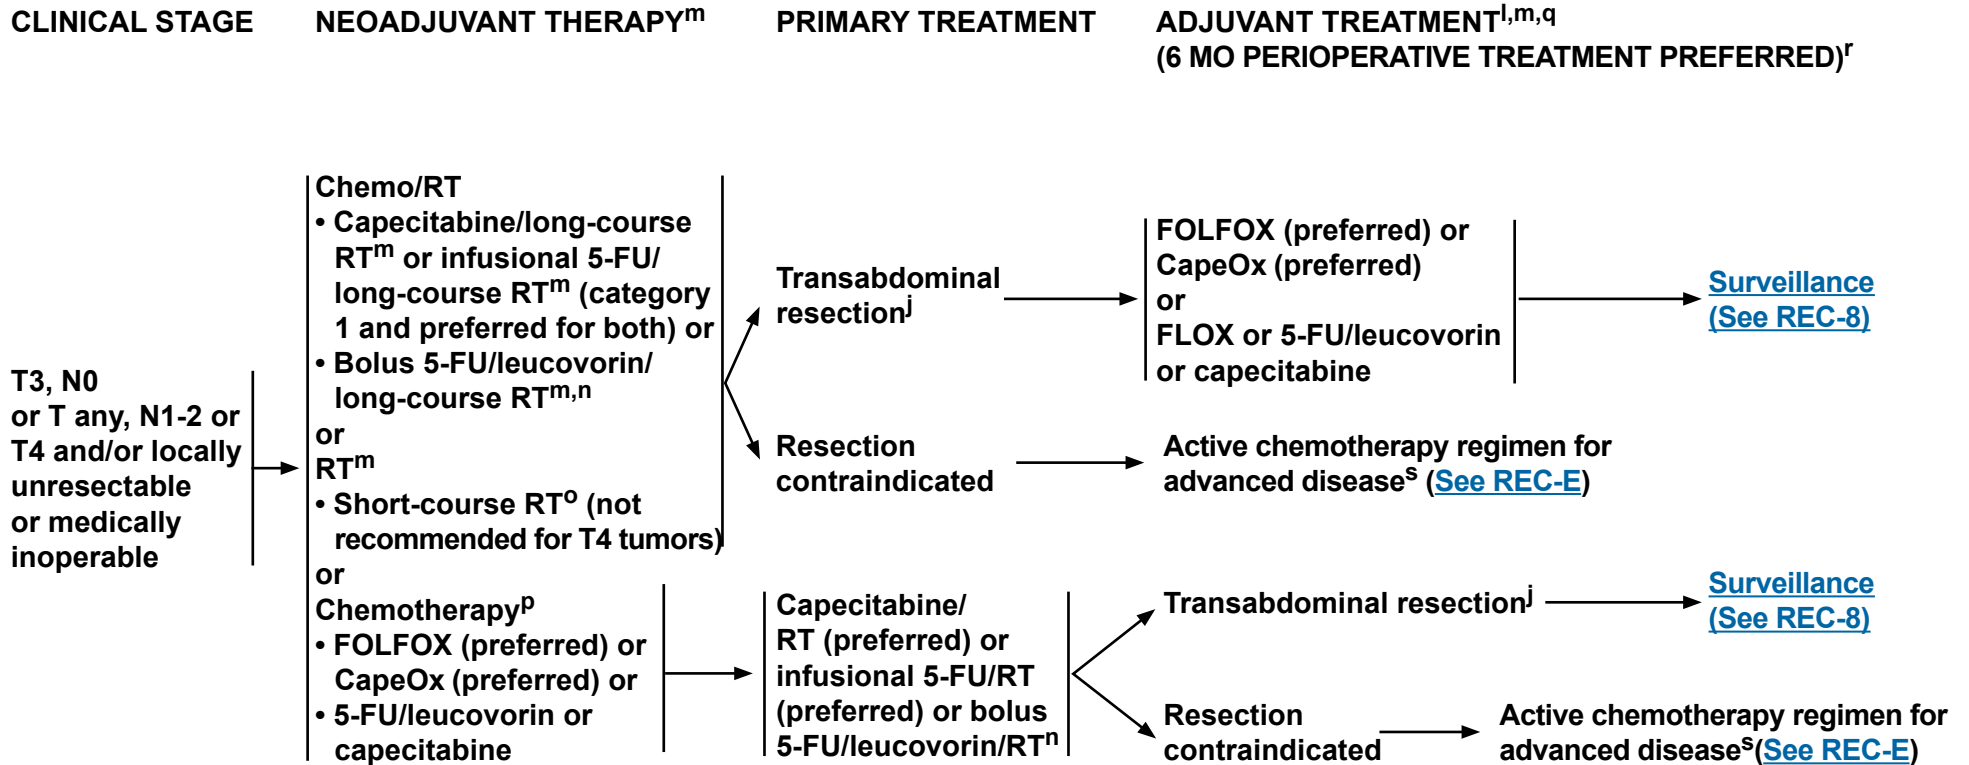 CLINICAL STAGE
NEOADJUVANT THERAPYm
PRIMARY TREATMENT
ADJUVANT TREATMENTl,m,q
(6 MO PERIOPERATIVE TREATMENT PREFERRED)r
T3, N0
or T any, N1-2 or
T4 and/or locally
unresectable
or medically
inoperable
Chemo/RT
• Capecitabine/long-course
RTm or infusional 5-FU/
long-course RTm (category
1 and preferred for both) or
• Bolus 5-FU/leucovorin/
long-course RTm,n
or
RTm
• Short-course RTo (not
recommended for T4 tumors)
or
Chemotherapyp
• FOLFOX (preferred) or
CapeOx (preferred) or
• 5-FU/leucovorin or
capecitabine
Transabdominal
resectionj
FOLFOX (preferred) or
CapeOx (preferred)
or
FLOX or 5-FU/leucovorin
or capecitabine
Surveillance
(See REC-8)
Resection
contraindicated
Active chemotherapy regimen for
advanced diseases (See REC-E)
Capecitabine/
RT (preferred) or
infusional 5-FU/RT
(preferred) or bolus
5-FU/leucovorin/RTn
Transabdominal resectionj
Surveillance
(See REC-8)
Resection
contraindicated
Active chemotherapy regimen for
advanced diseases(See REC-E)